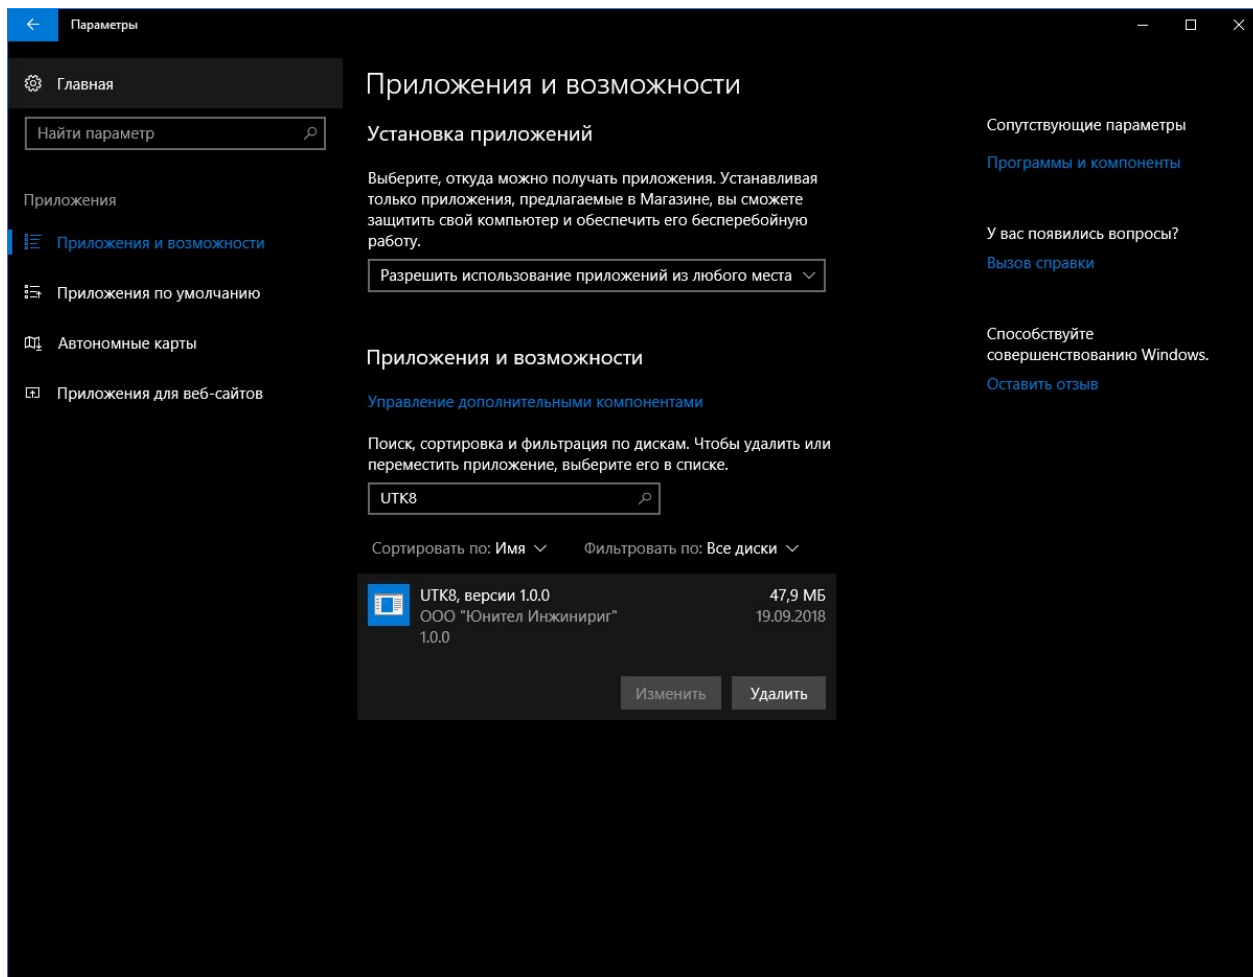 Параметры
Главная
Найти параметр
Приложения
Приложения и возможности
Приложения по умолчанию
Автономные карты
Приложения для веб-сайтов
Приложения и возможности
Установка приложений
Выберите, откуда можно получать приложения. Устанавливая
только приложения, предлагаемые в Магазине, вы сможете
защитить свой компьютер и обеспечить его бесперебойную
работу.
Разрешить использование приложений из любого места
Приложения и возможности
Управление дополнительными компонентами
Поиск, сортировка и фильтрация по дискам. Чтобы удалить или
переместить приложение, выберите его в списке.
UTK8
Сортировать по: Имя Фильтровать по: Все диски
UTK8, версии 1.0.0 47,9 МБ
ООО "Юнител Инжинириг" 19.09.2018
1.0.0
Изменить Удалить
Сопутствующие параметры
Программы и компоненты
У вас появились вопросы?
Вызов справки
Способствуйте
совершенствованию Windows.
Оставить отзыв